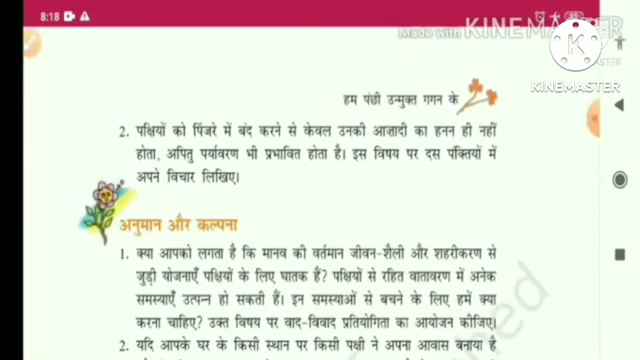 8:18
Made with KINEMASTER
KINEMASTER
हम पंछी उन्मुक्त गगन के
2. पक्षियों को पिंजरे में बंद करने से केवल उनकी आज़ादी का हनन ही नहीं
होता, अपितु पर्यावरण भी प्रभावित होता है। इस विषय पर दस पंक्तियों में
अपने विचार लिखिए।
अनुमान और कल्पना
1. क्या आपको लगता है कि मानव की वर्तमान जीवन-शैली और शहरीकरण से
जुड़ी योजनाएँ पक्षियों के लिए घातक हैं? पक्षियों से रहित वातावरण में अनेक
समस्याएँ उत्पन्न हो सकती हैं। इन समस्याओं से बचने के लिए हमें क्या
करना चाहिए? उक्त विषय पर वाद-विवाद प्रतियोगिता का आयोजन कीजिए।
2. यदि आपके घर के किसी स्थान पर किसी पक्षी ने अपना आवास बनाया है